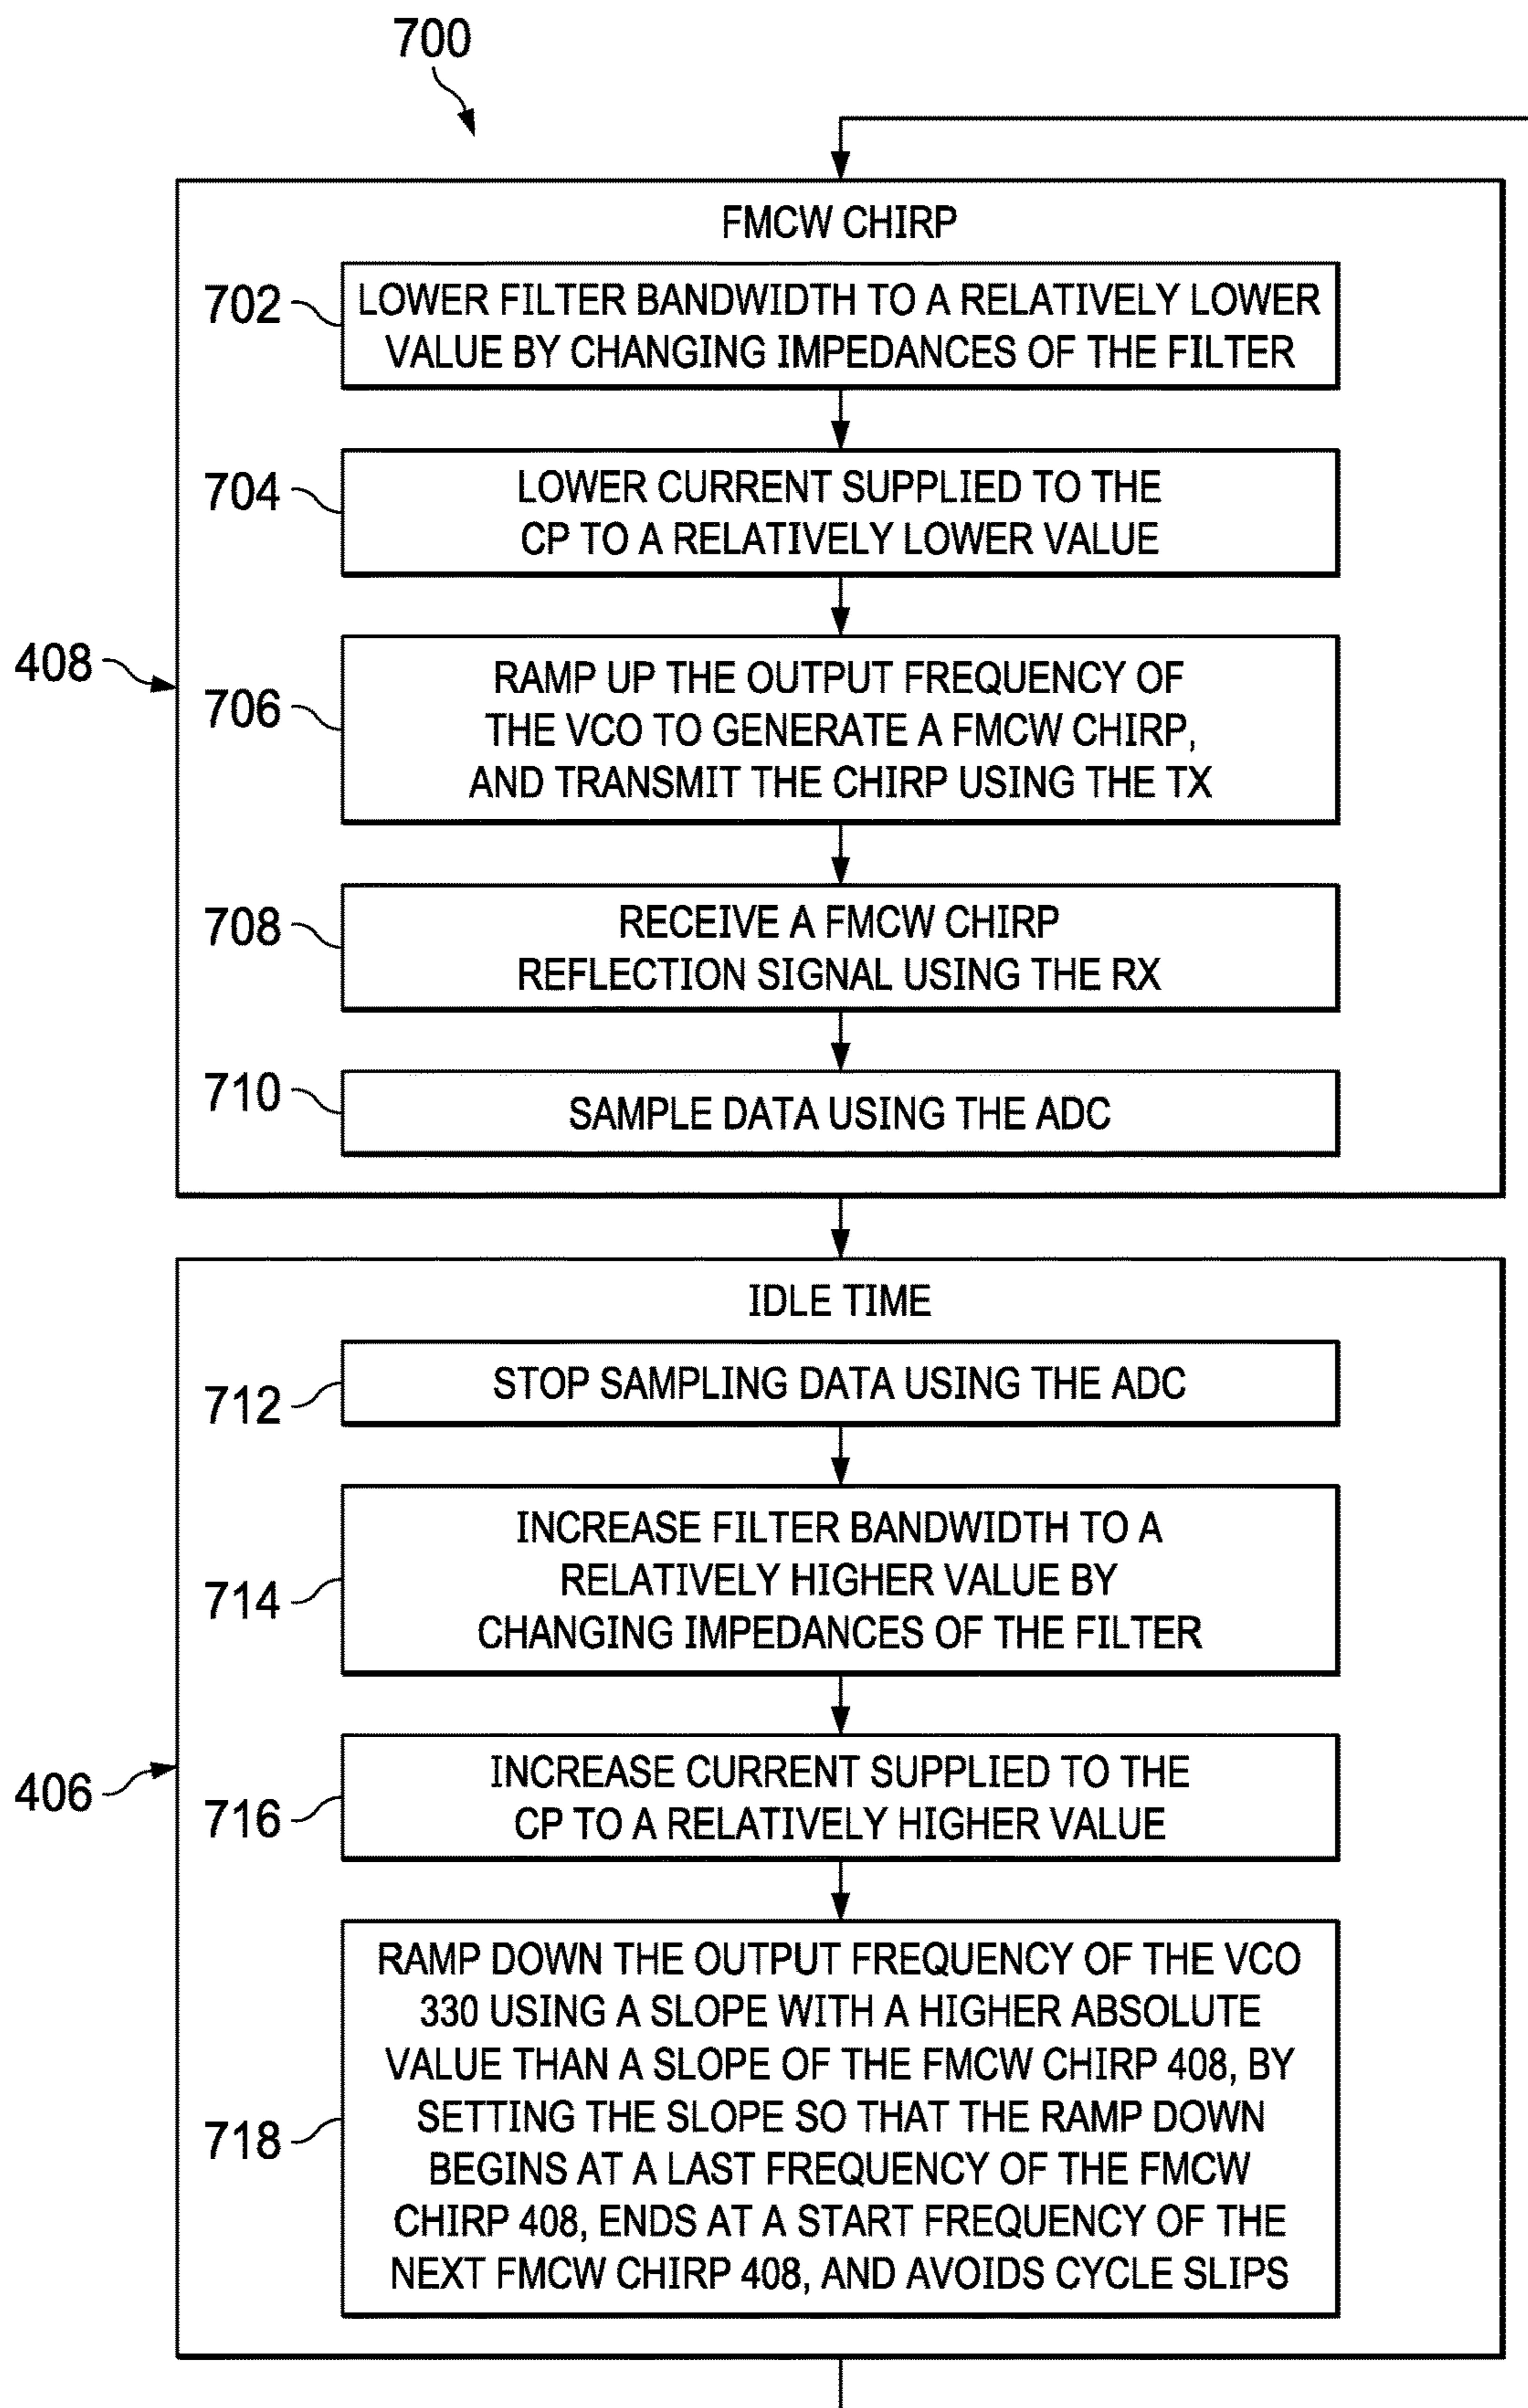 700
FMCW CHIRP
702
LOWER FILTER BANDWIDTH TO A RELATIVELY LOWER
VALUE BY CHANGING IMPEDANCES OF THE FILTER
704
LOWER CURRENT SUPPLIED TO THE
CP TO A RELATIVELY LOWER VALUE
408
706
RAMP UP THE OUTPUT FREQUENCY OF
THE VCO TO GENERATE A FMCW CHIRP,
AND TRANSMIT THE CHIRP USING THE TX
708
RECEIVE A FMCW CHIRP
REFLECTION SIGNAL USING THE RX
710
SAMPLE DATA USING THE ADC
IDLE TIME
712
STOP SAMPLING DATA USING THE ADC
714
INCREASE FILTER BANDWIDTH TO A
RELATIVELY HIGHER VALUE BY
CHANGING IMPEDANCES OF THE FILTER
406
716
INCREASE CURRENT SUPPLIED TO THE
CP TO A RELATIVELY HIGHER VALUE
718
RAMP DOWN THE OUTPUT FREQUENCY OF THE VCO
330 USING A SLOPE WITH A HIGHER ABSOLUTE
VALUE THAN A SLOPE OF THE FMCW CHIRP 408, BY
SETTING THE SLOPE SO THAT THE RAMP DOWN
BEGINS AT A LAST FREQUENCY OF THE FMCW
CHIRP 408, ENDS AT A START FREQUENCY OF THE
NEXT FMCW CHIRP 408, AND AVOIDS CYCLE SLIPS